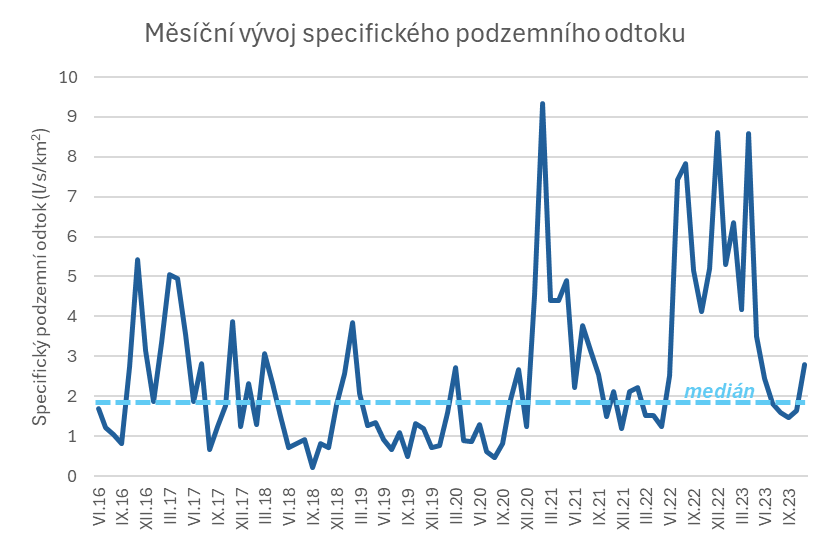 Měsíční vývoj specifického podzemního odtoku
Specifický podzemní odtok (l/s/km²)
10
9
8
7
6
5
4
3
2
1
0
medián
VI.16
IX.16
XII.16
III.17
VI.17
IX.17
XII.17
III.18
VI.18
IX.18
XII.18
III.19
VI.19
IX.19
XII.19
III.20
VI.20
IX.20
XII.20
III.21
VI.21
IX.21
XII.21
III.22
VI.22
IX.22
XII.22
III.23
VI.23
IX.23